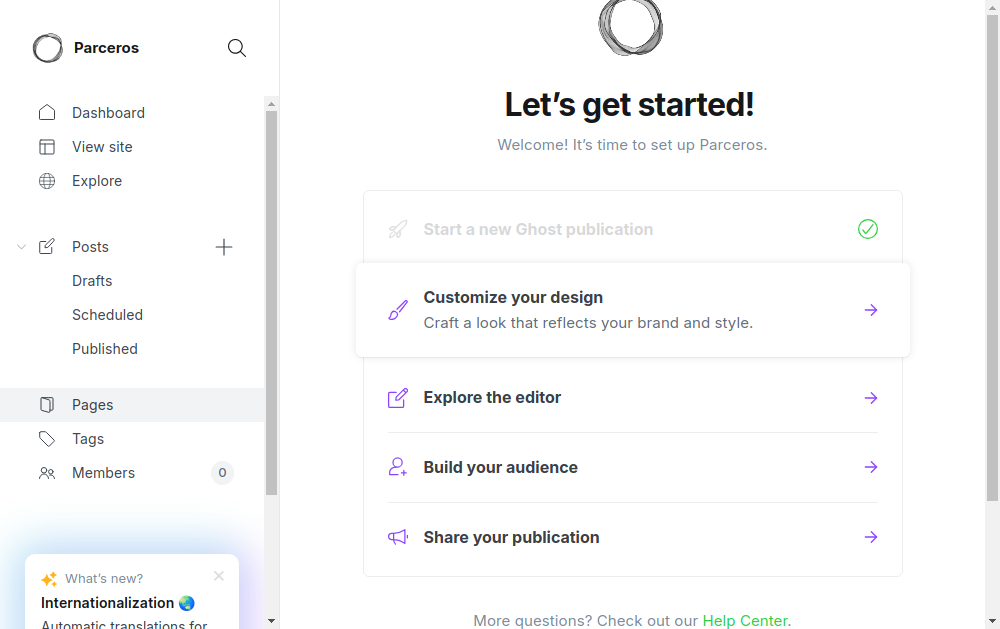 Parceros
Dashboard
View site
Explore
Posts
Drafts
Scheduled
Published
Pages
Tags
Members
0
What's new?
Internationalization 🌏
Automatic translations for
Let's get started!
Welcome! It's time to set up Parceros.
Start a new Ghost publication
Customize your design
Craft a look that reflects your brand and style.
Explore the editor
Build your audience
Share your publication
More questions? Check out our Help Center.